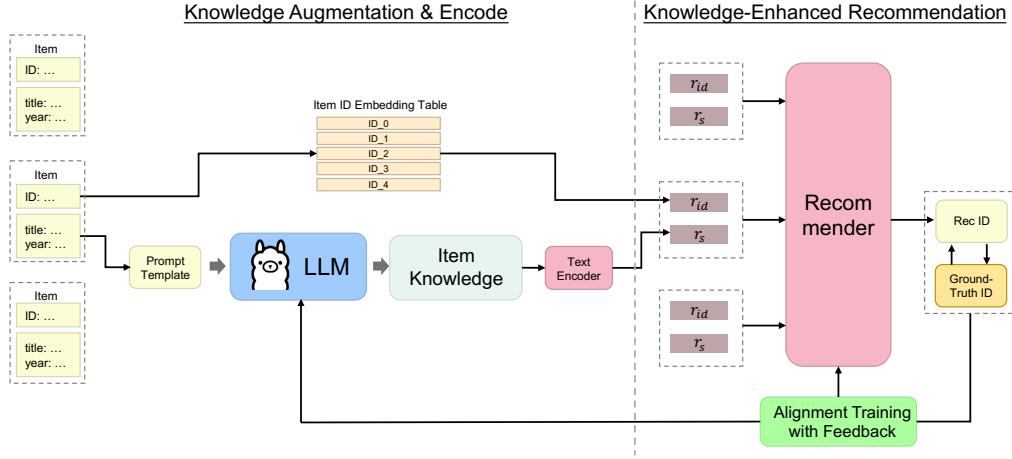 Knowledge Augmentation & Encode
Knowledge-Enhanced Recommendation
Item
ID: ...
title: ...
year: ...
Item
ID: ...
title: ...
year: ...
Item
ID: ...
title: ...
year: ...
Item ID Embedding Table
ID_0
ID_1
ID_2
ID_3
ID_4
Prompt
Template
LLM
Item
Knowledge
Text
Encoder
r_id
r_s
r_id
r_s
r_id
r_s
Recom
mender
Rec ID
Ground-
Truth ID
Alignment Training
with Feedback